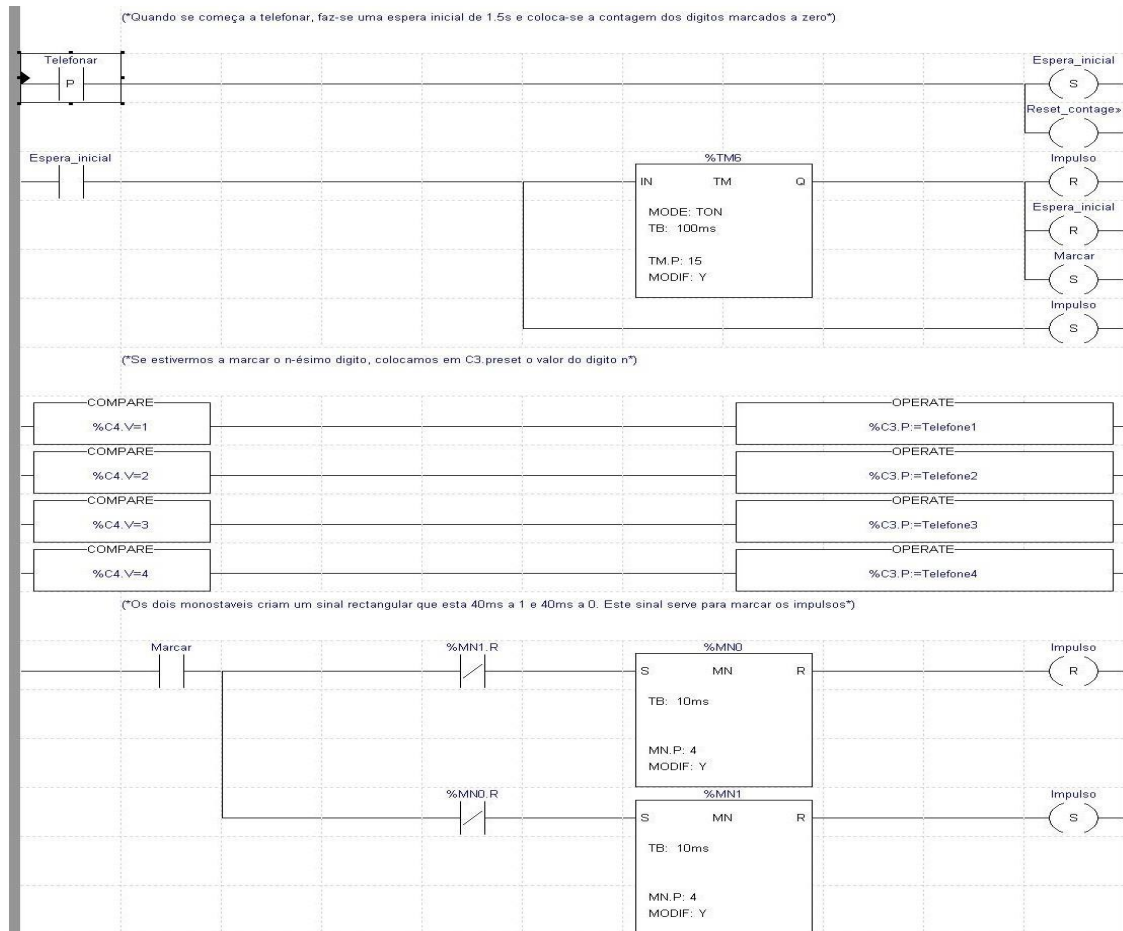 (*Quando se começa a telefonar, faz-se uma espera inicial de 1.5s e coloca-se a contagem dos digitos marcados a zero*)
Telefonar
Espera_inicial
P
S
Reset_contage»
Espera_inicial
%TM6
Impulso
IN TM Q
R
MODE: TON
TB: 100ms
Espera_inicial
R
TM.P: 15
MODIF: Y
Marcar
S
Impulso
S
(*Se estivermos a marcar o n-ésimo digito, colocamos em C3.preset o valor do digito n*)
COMPARE
OPERATE
%C4.V=1
%C3.P:=Telefone1
COMPARE
OPERATE
%C4.V=2
%C3.P:=Telefone2
COMPARE
OPERATE
%C4.V=3
%C3.P:=Telefone3
COMPARE
OPERATE
%C4.V=4
%C3.P:=Telefone4
(*Os dois monostaveis criam um sinal rectangular que esta 40ms a 1 e 40ms a 0. Este sinal serve para marcar os impulsos*)
Marcar
%MN1.R
%MN0
Impulso
S MN R
R
TB: 10ms
MN.P: 4
MODIF: Y
%MN0.R
%MN1
Impulso
S MN R
S
TB: 10ms
MN.P: 4
MODIF: Y